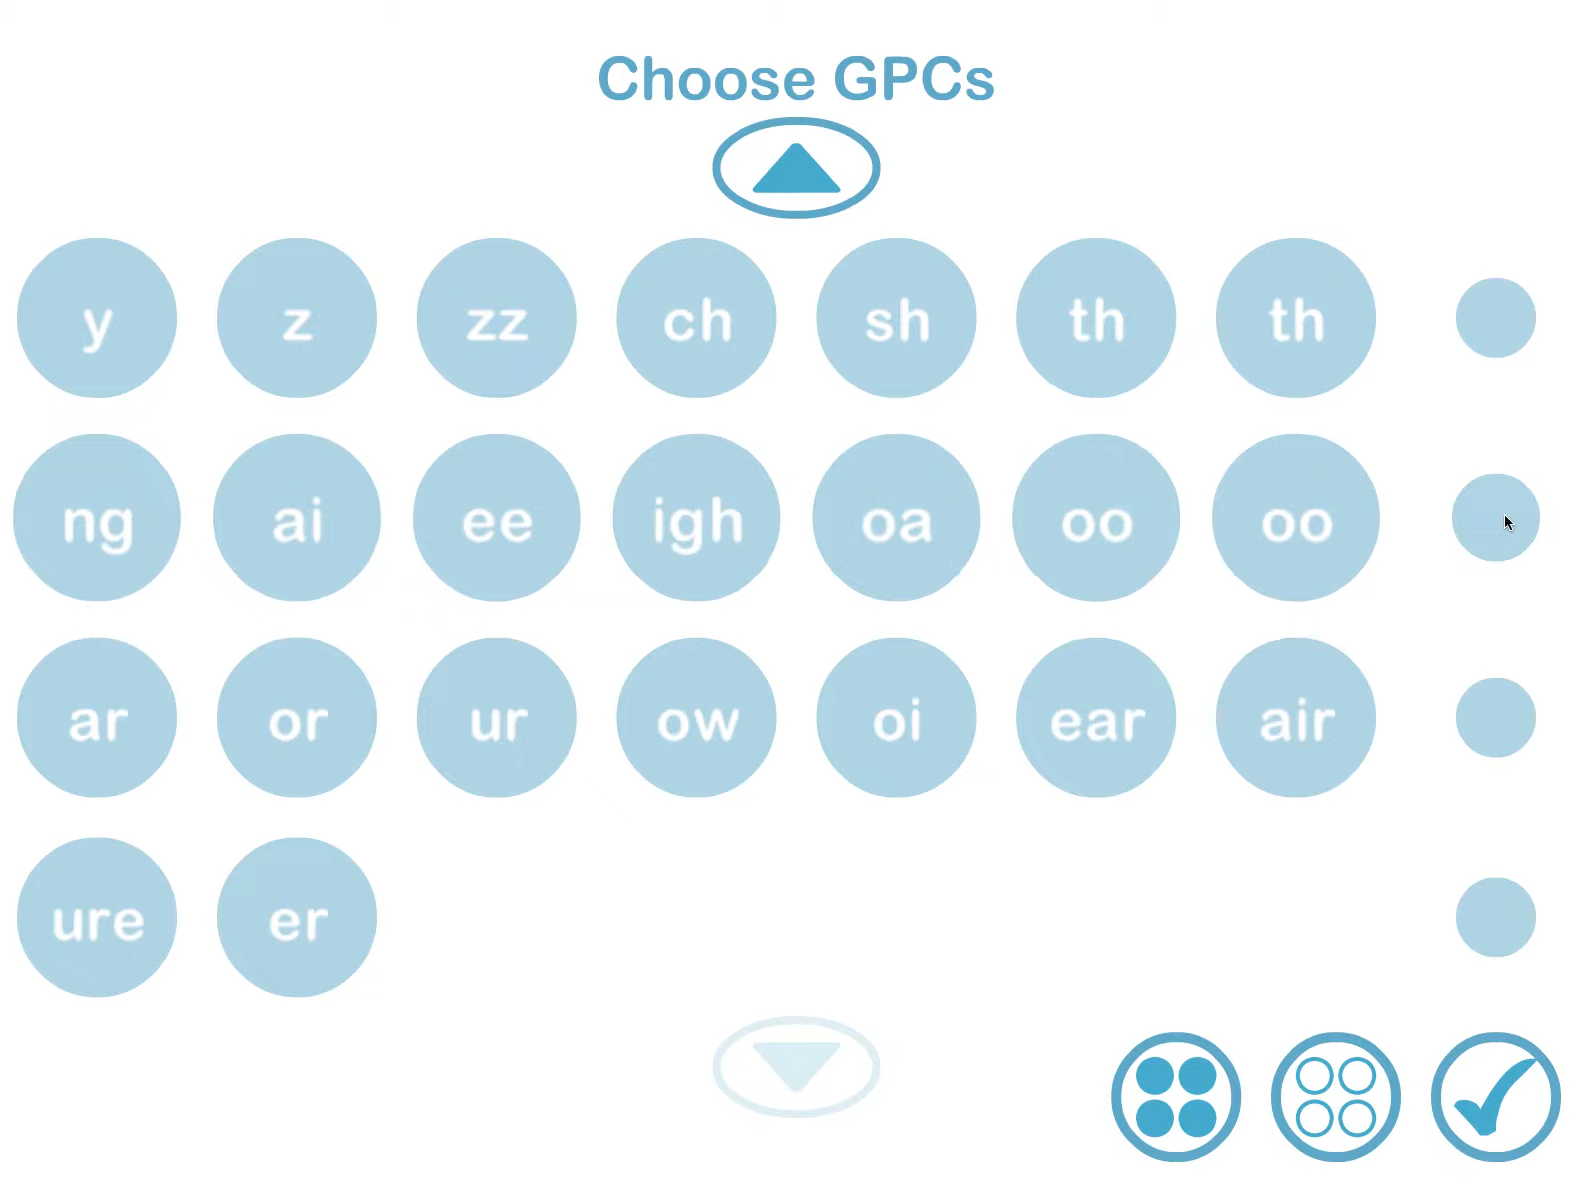 Choose GPCs
y z zz ch sh th th
ng ai ee igh oa oo oo
ar or ur ow oi ear air
ure er